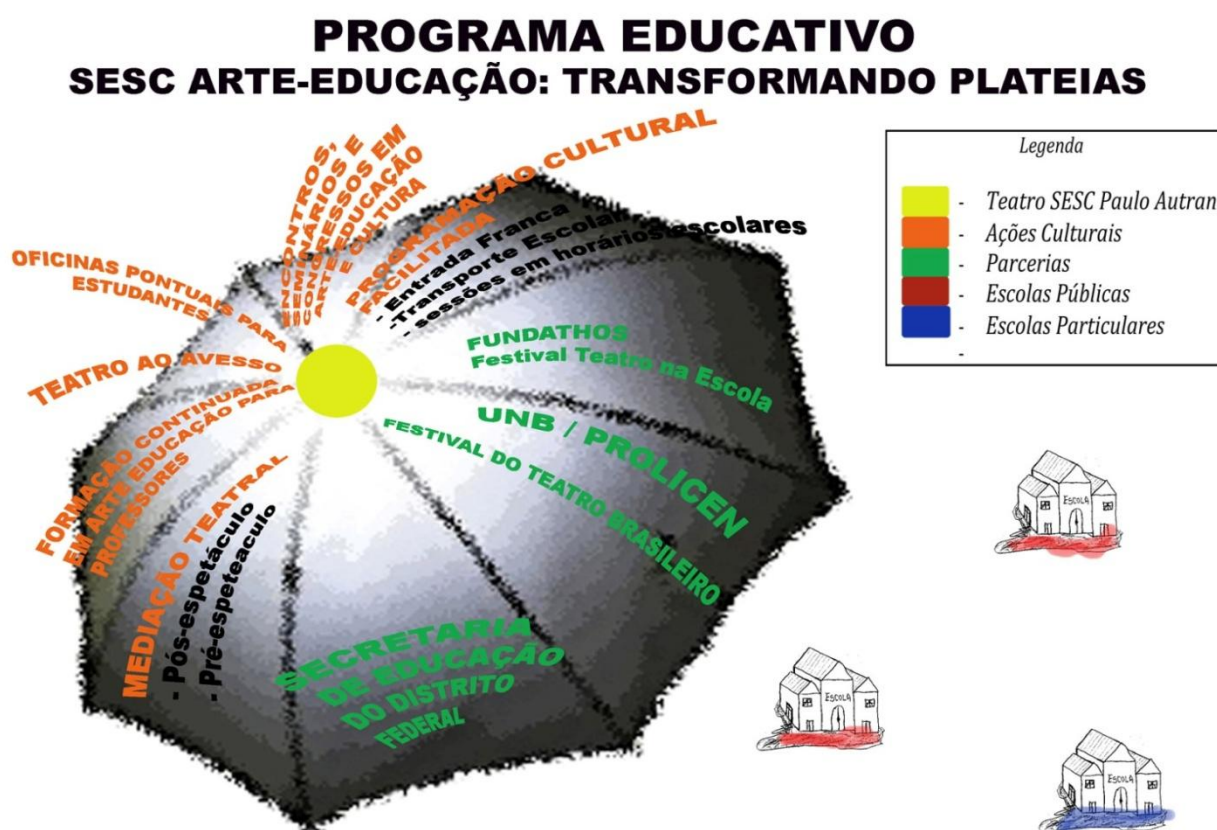 PROGRAMA EDUCATIVO
SESC ARTE-EDUCAÇÃO: TRANSFORMANDO PLATEIAS
Legenda
- Teatro SESC Paulo Autran
- Ações Culturais
- Parcerias
- Escolas Públicas
- Escolas Particulares
-
ENCONTROS,
SEMINÁRIOS E
CONGRESSOS EM
ARTE EDUCAÇÃO
E CULTURA
PROGRAMAÇÃO CULTURAL
FACILITADA
- Entrada Franca
-Transporte Escolar
- sessões em horários escolares
OFICINAS PONTUAIS PARA
ESTUDANTES
TEATRO AO AVESSO
FORMAÇÃO CONTINUADA
EM ARTE EDUCAÇÃO PARA
PROFESSORES
MEDIAÇÃO TEATRAL
- Pós-espetáculo
- Pré-espeteaculo
FUNDATHOS
Festival Teatro na Escola
UNB / PROLICEN
FESTIVAL DO TEATRO BRASILEIRO
SECRETARIA
DE EDUCAÇÃO
DO DISTRITO
FEDERAL
ESCOLA
ESCOLA
ESCOLA